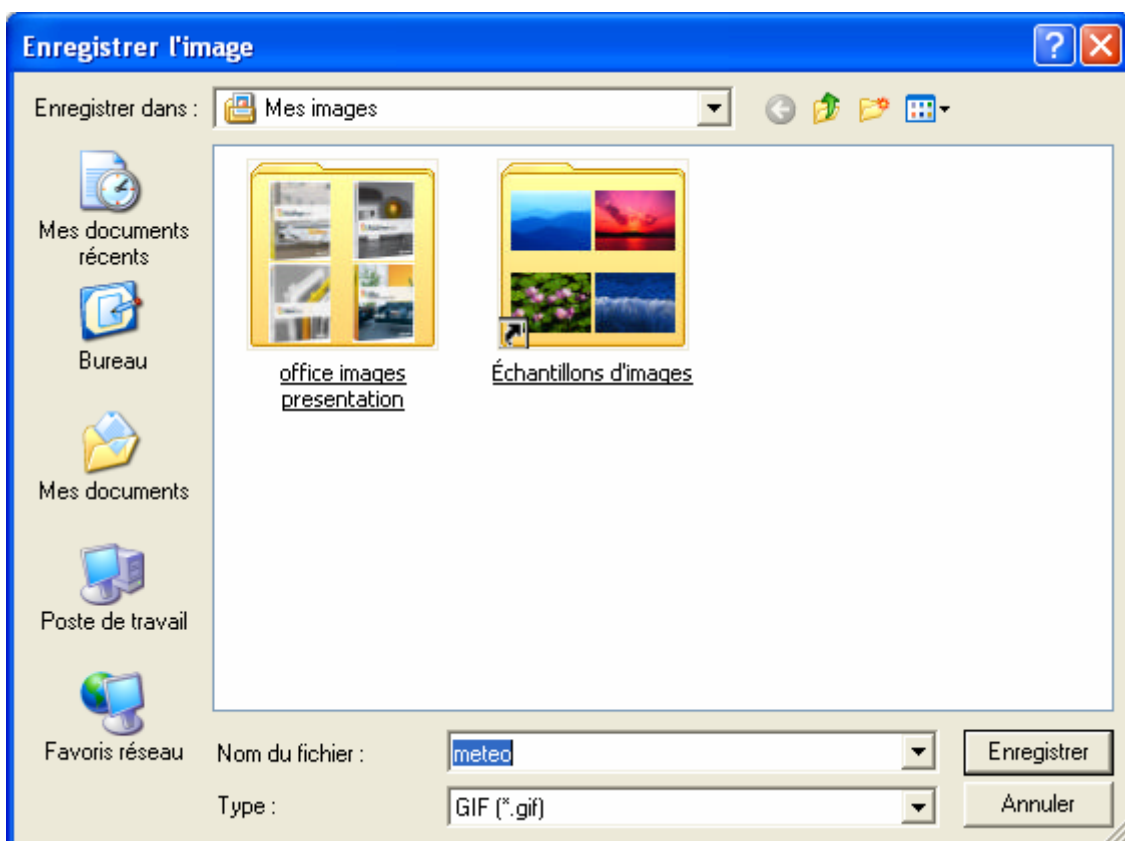 Enregistrer l'image
Enregistrer dans :
Mes images
Mes documents
récents
Bureau
Mes documents
Poste de travail
Favoris réseau
office images
presentation
Échantillons d'images
Nom du fichier :
meteo
Enregistrer
Type :
GIF (*.gif)
Annuler